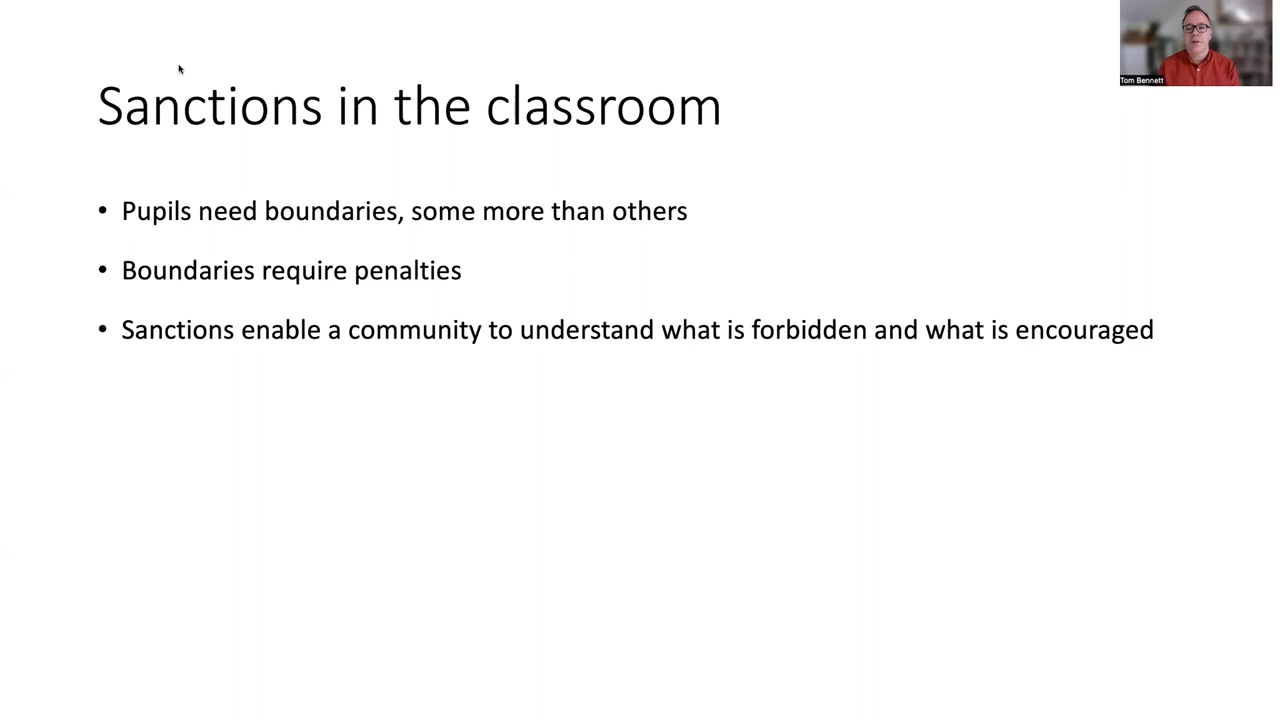 Tom Bennett
Sanctions in the classroom
• Pupils need boundaries, some more than others
• Boundaries require penalties
• Sanctions enable a community to understand what is forbidden and what is encouraged